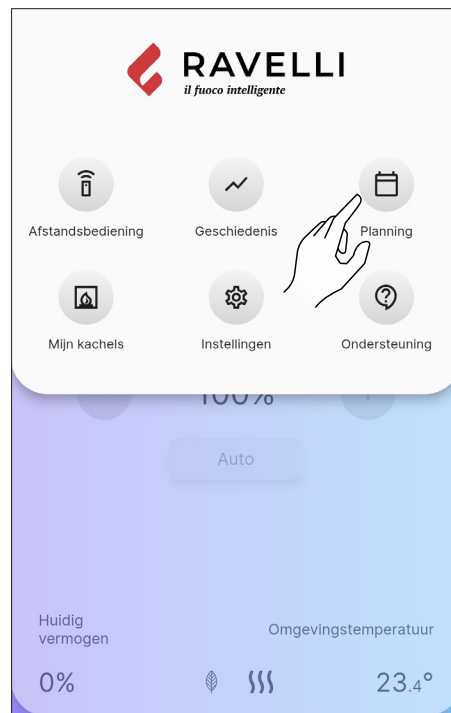 RAVELLI
il fuoco intelligente
Afstandsbediening
Geschiedenis
Planning
Mijn kachels
Instellingen
Ondersteuning
100%
Auto
Huidig
vermogen
Omgevingstemperatuur
0%
23.4°